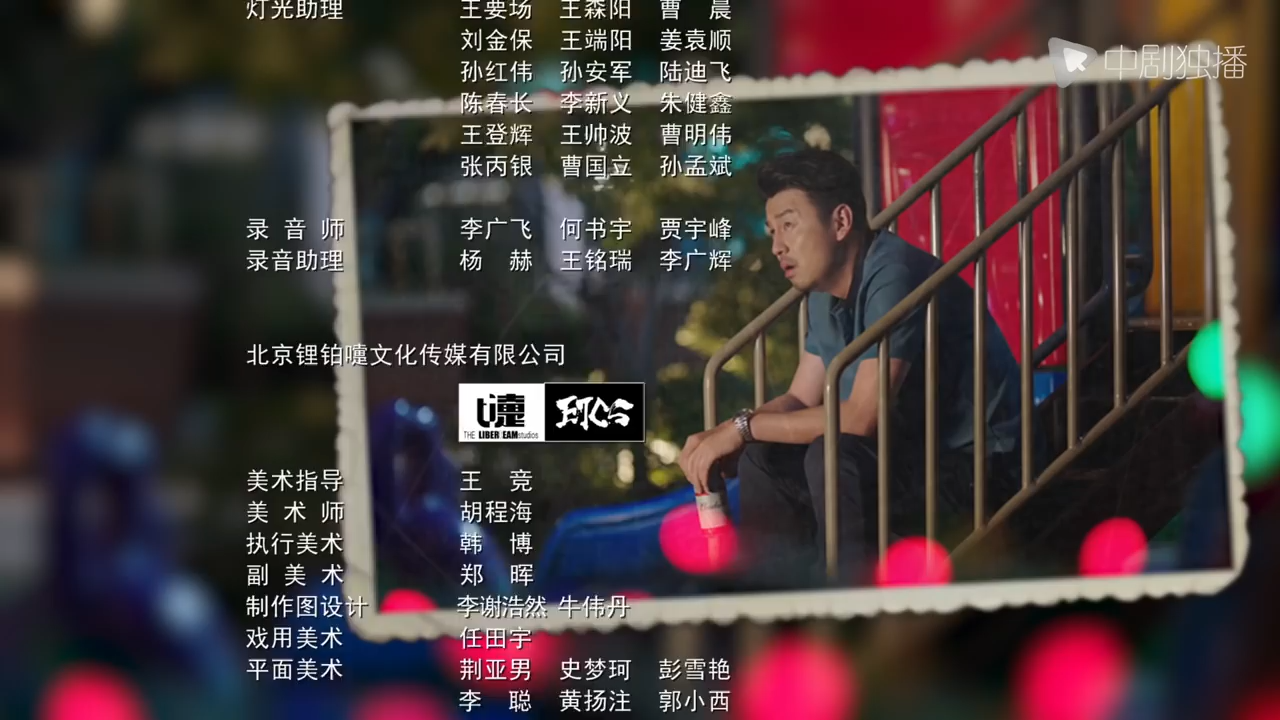 中剧独播
灯光助理 王要场 王森阳 曹 晨
刘金保 王端阳 姜袁顺
孙红伟 孙安军 陆迪飞
陈春长 李新义 朱健鑫
王登辉 王帅波 曹明伟
张丙银 曹国立 孙孟斌
录 音 师 李广飞 何书宇 贾宇峰
录音助理 杨 赫 王铭瑞 李广辉
北京锂铂嚏文化传媒有限公司
THE LIBEREAM studios
美术指导 王 竞
美 术 师 胡程海
执行美术 韩 博
副 美 术 郑 晖
制作图设计 李谢浩然 牛伟丹
戏用美术 任田宇
平面美术 荆亚男 史梦珂 彭雪艳
李 聪 黄扬注 郭小西